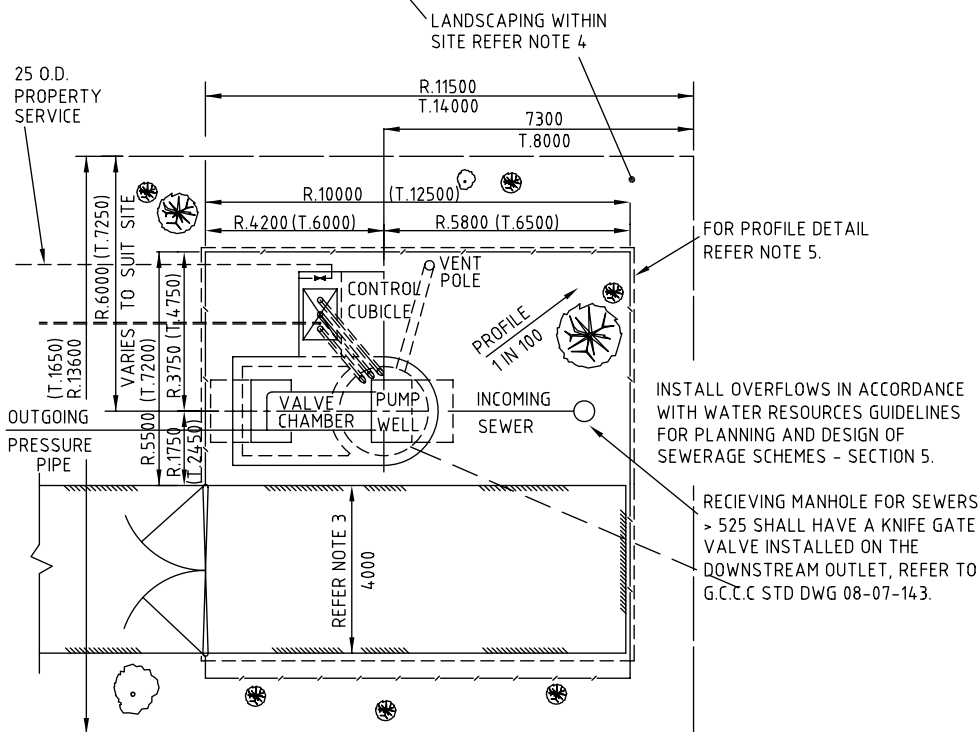 LANDSCAPING WITHIN
SITE REFER NOTE 4
25 O.D.
PROPERTY
SERVICE
R.11500
T.14000
7300
T.8000
R.10000 (T.12500)
R.4200 (T.6000)
R.5800 (T.6500)
FOR PROFILE DETAIL
REFER NOTE 5.
VENT
POLE
CONTROL
CUBICLE
PROFILE
1 IN 100
R.6000 (T.7250)
VARIES TO SUIT SITE
(T.1650)
R.13600
R.5500 (T.7200)
R.3750 (T.4750)
R.1750
(T.2450)
OUTGOING
PRESSURE
PIPE
VALVE
CHAMBER
PUMP
WELL
INCOMING
SEWER
INSTALL OVERFLOWS IN ACCORDANCE
WITH WATER RESOURCES GUIDELINES
FOR PLANNING AND DESIGN OF
SEWERAGE SCHEMES - SECTION 5.
RECIEVING MANHOLE FOR SEWERS
> 525 SHALL HAVE A KNIFE GATE
VALVE INSTALLED ON THE
DOWNSTREAM OUTLET, REFER TO
G.C.C.C STD DWG 08-07-143.
REFER NOTE 3
4000